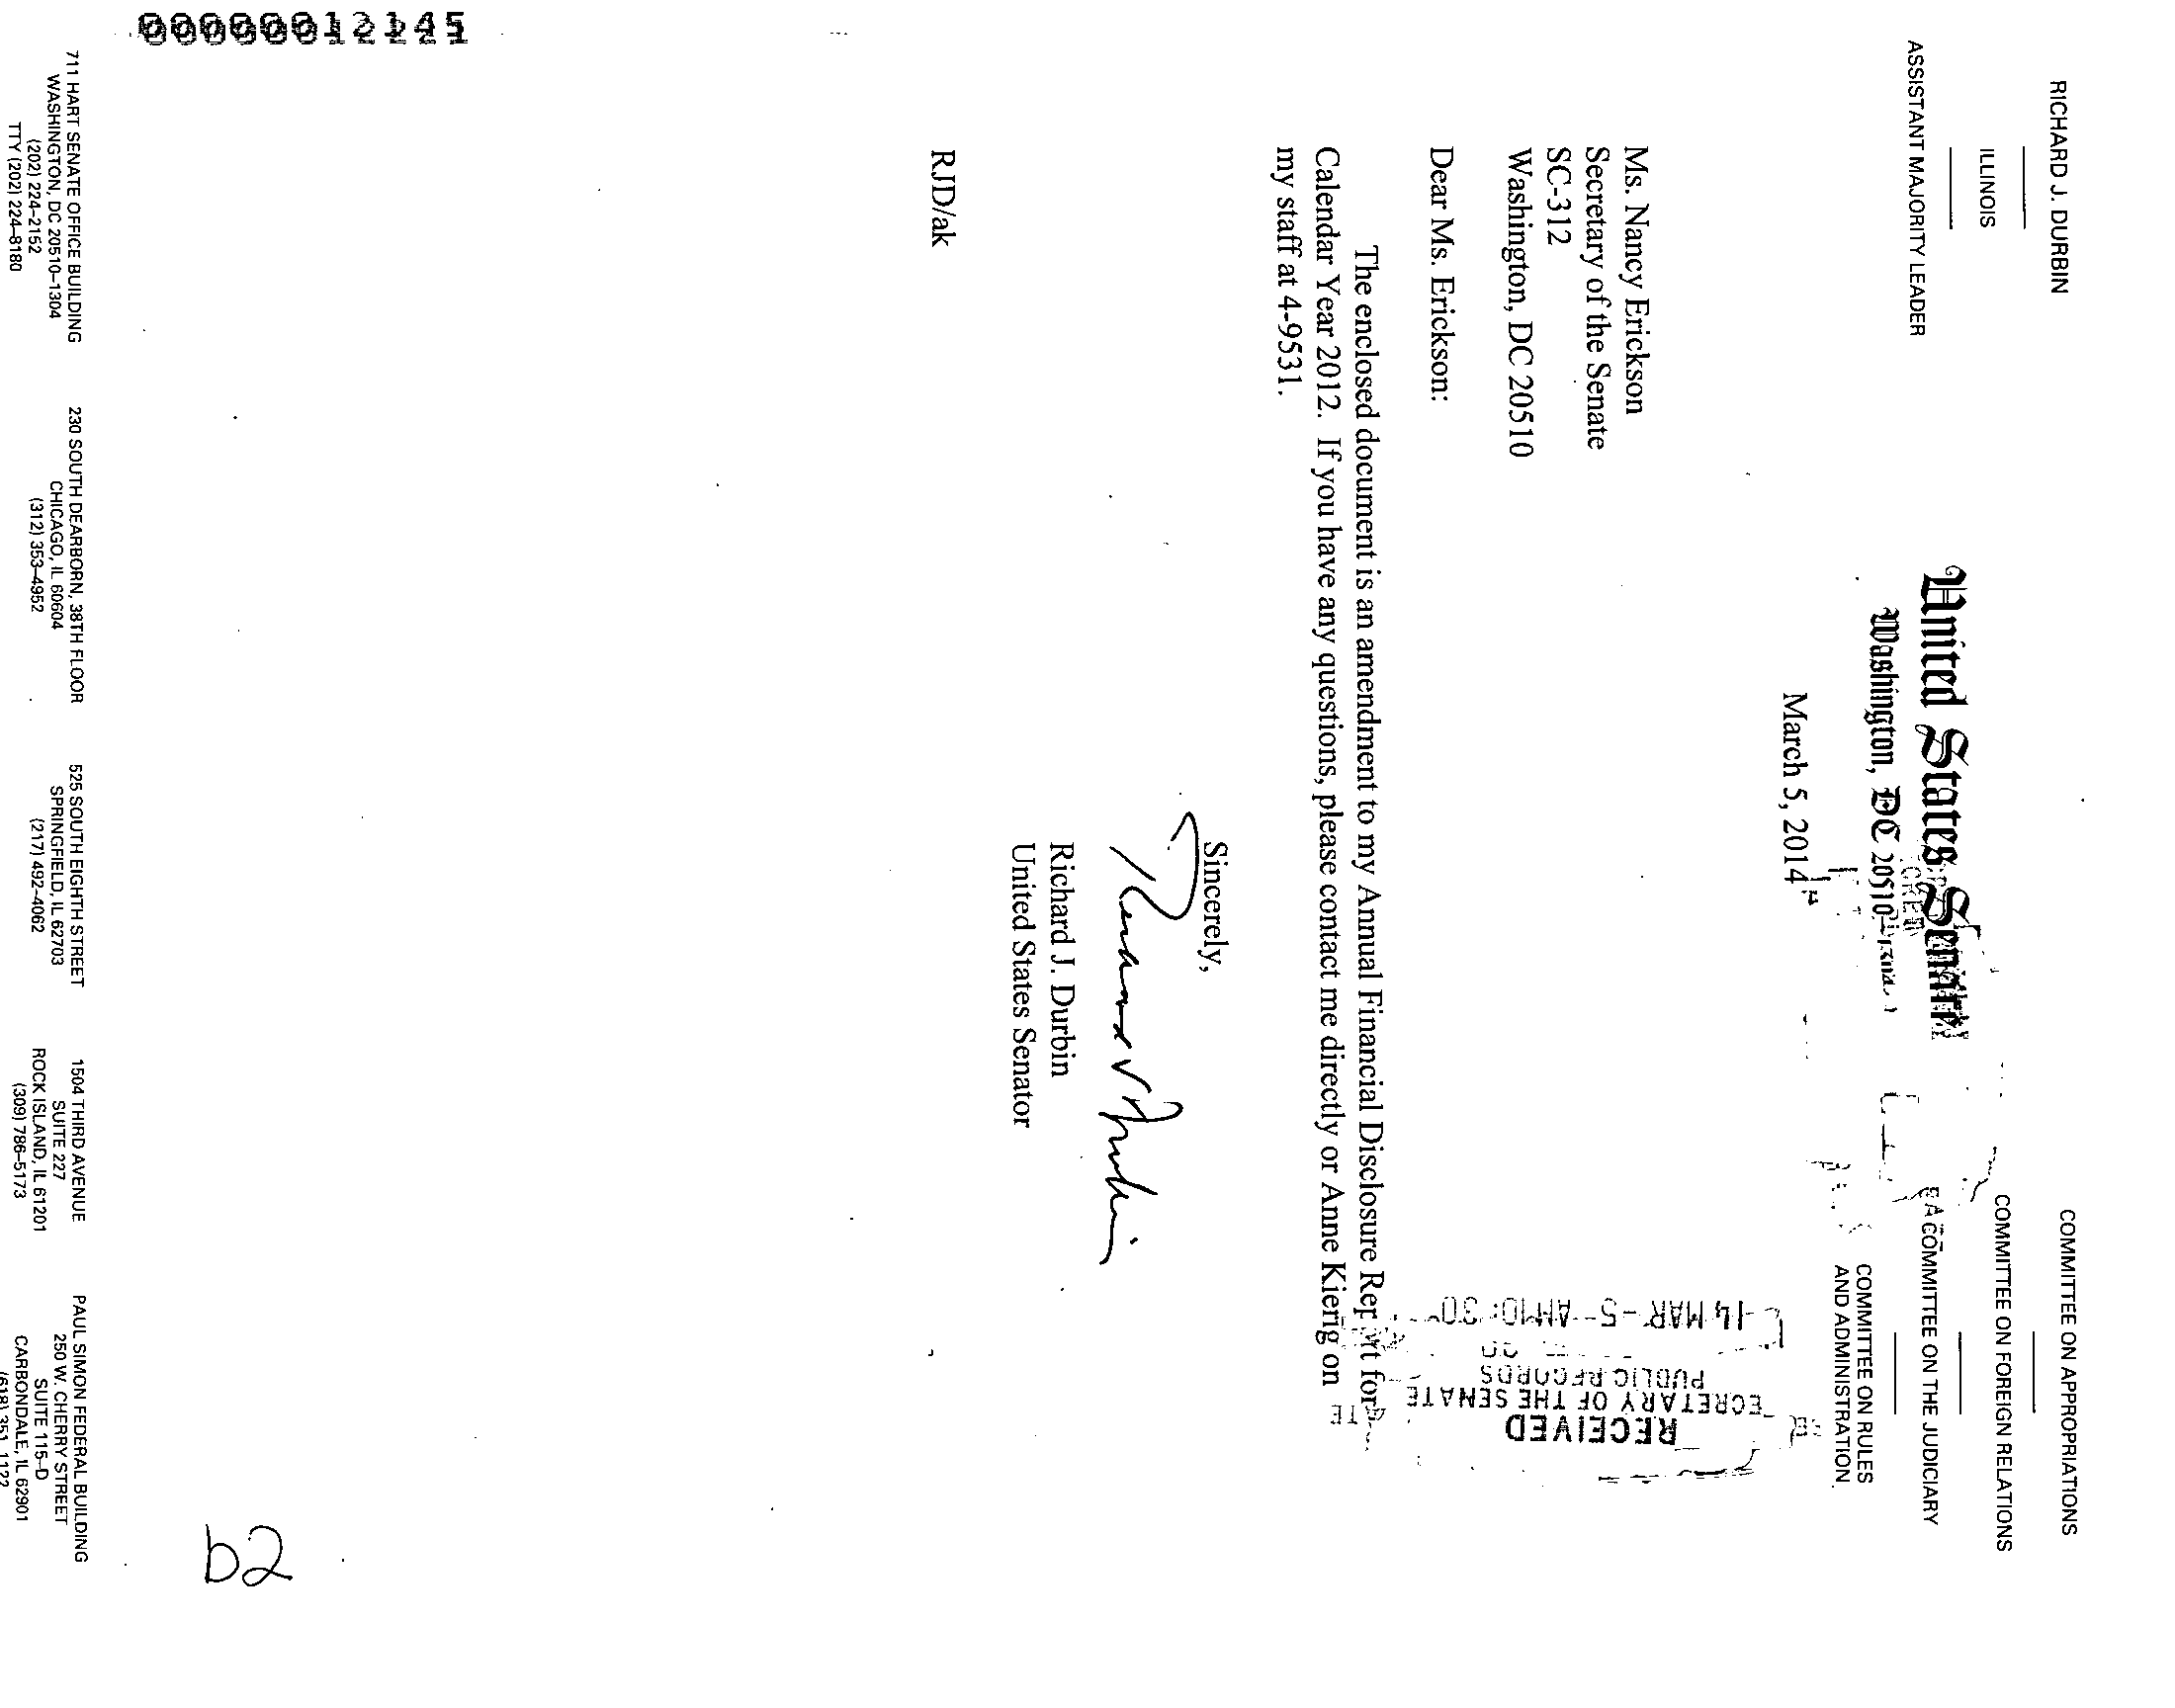 RICHARD J. DURBIN
ILLINOIS
ASSISTANT MAJORITY LEADER
COMMITTEE ON APPROPRIATIONS
COMMITTEE ON FOREIGN RELATIONS
COMMITTEE ON THE JUDICIARY
COMMITTEE ON RULES
AND ADMINISTRATION
United States Senate
Washington, DC 20510
March 5, 2014
RECEIVED
SECRETARY OF THE SENATE
PUBLIC RECORDS
14 MAR -5 AM 10: 30
Ms. Nancy Erickson
Secretary of the Senate
SC-312
Washington, DC 20510
Dear Ms. Erickson:
The enclosed document is an amendment to my Annual Financial Disclosure Report for
Calendar Year 2012. If you have any questions, please contact me directly or Anne Kierig on
my staff at 4-9531.
Sincerely,
Richard J. Durbin
United States Senator
RJD/ak
b2
711 HART SENATE OFFICE BUILDING
WASHINGTON, DC 20510–1304
(202) 224–2152
TTY (202) 224–8180
230 SOUTH DEARBORN, 38TH FLOOR
CHICAGO, IL 60604
(312) 353–4952
525 SOUTH EIGHTH STREET
SPRINGFIELD, IL 62703
(217) 492–4062
1504 THIRD AVENUE
SUITE 227
ROCK ISLAND, IL 61201
(309) 786–5173
PAUL SIMON FEDERAL BUILDING
250 W. CHERRY STREET
SUITE 115–D
CARBONDALE, IL 62901
(618) 351–1122